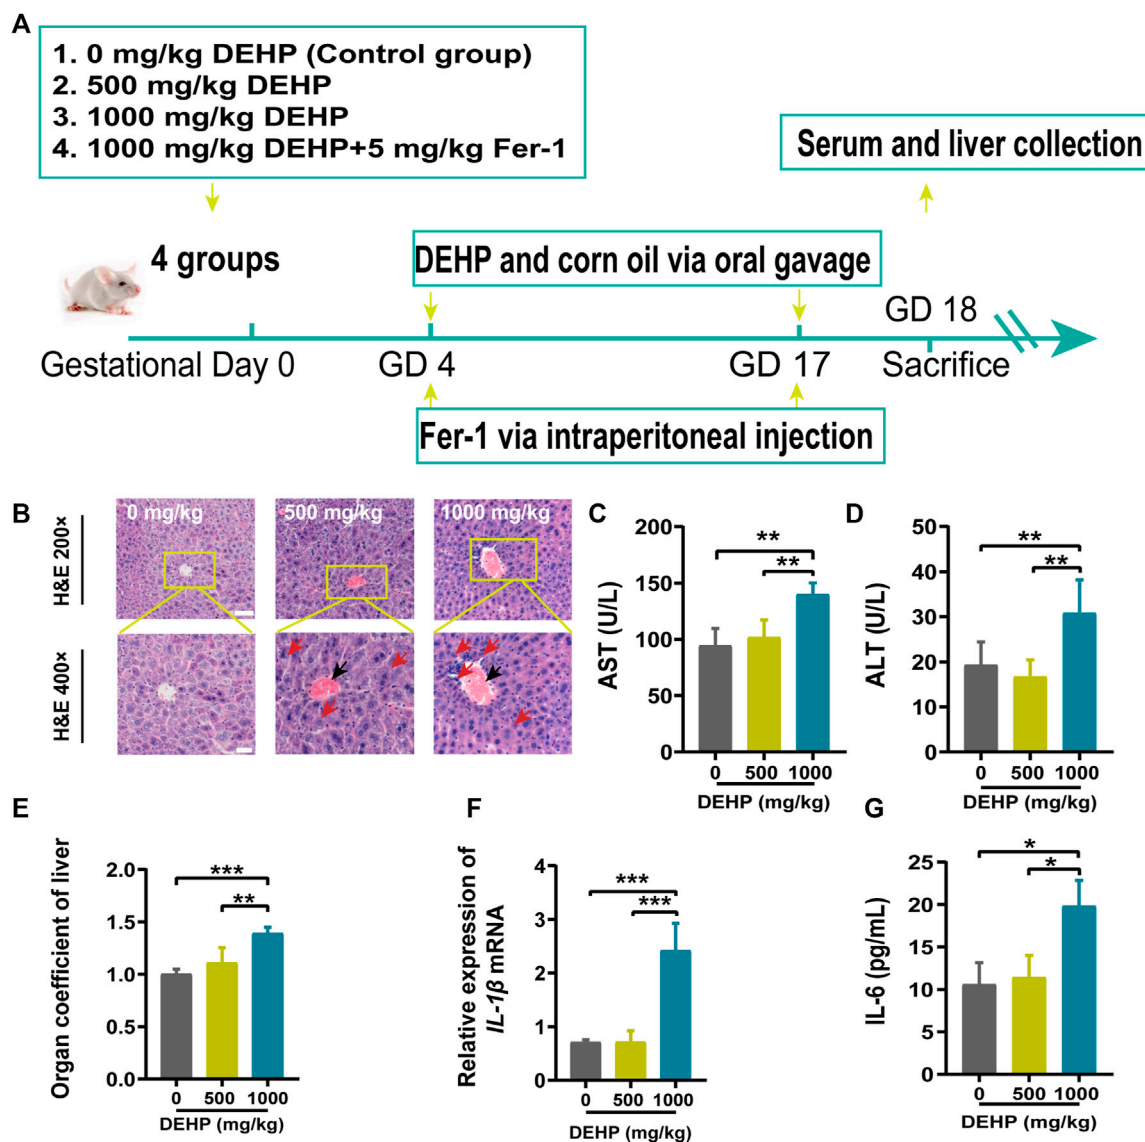 A
1. 0 mg/kg DEHP (Control group)
2. 500 mg/kg DEHP
3. 1000 mg/kg DEHP
4. 1000 mg/kg DEHP+5 mg/kg Fer-1
Serum and liver collection
4 groups
DEHP and corn oil via oral gavage
GD 18
Gestational Day 0
GD 4
GD 17
Sacrifice
Fer-1 via intraperitoneal injection
B
H&E 200×
H&E 400×
0 mg/kg
500 mg/kg
1000 mg/kg
C
AST (U/L)
200
150
100
50
0
**
**
0 500 1000
DEHP (mg/kg)
D
ALT (U/L)
50
40
30
20
10
0
**
**
0 500 1000
DEHP (mg/kg)
E
Organ coefficient of liver
2.0
1.5
1.0
0.5
0.0
***
**
0 500 1000
DEHP (mg/kg)
F
Relative expression of
IL-1β mRNA
4
3
2
1
0
***
***
0 500 1000
DEHP (mg/kg)
G
IL-6 (pg/mL)
25
20
15
10
5
0
*
*
0 500 1000
DEHP (mg/kg)